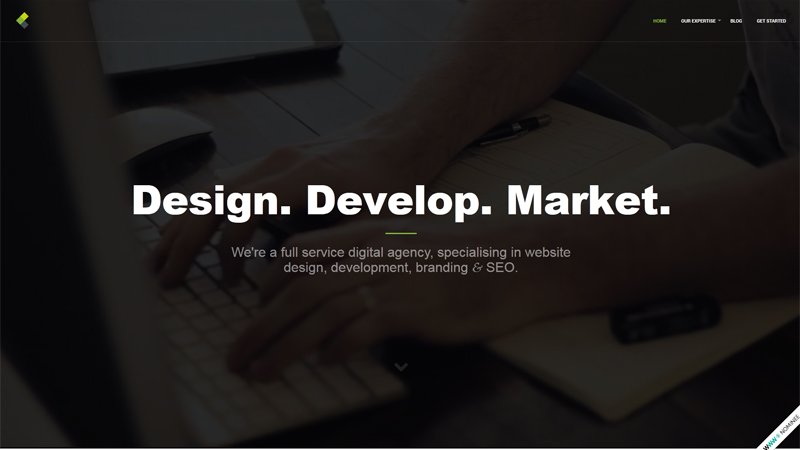 HOME OUR EXPERTISE BLOG GET STARTED
Design. Develop. Market.
We're a full service digital agency, specialising in website
design, development, branding & SEO.
W NOMINEE